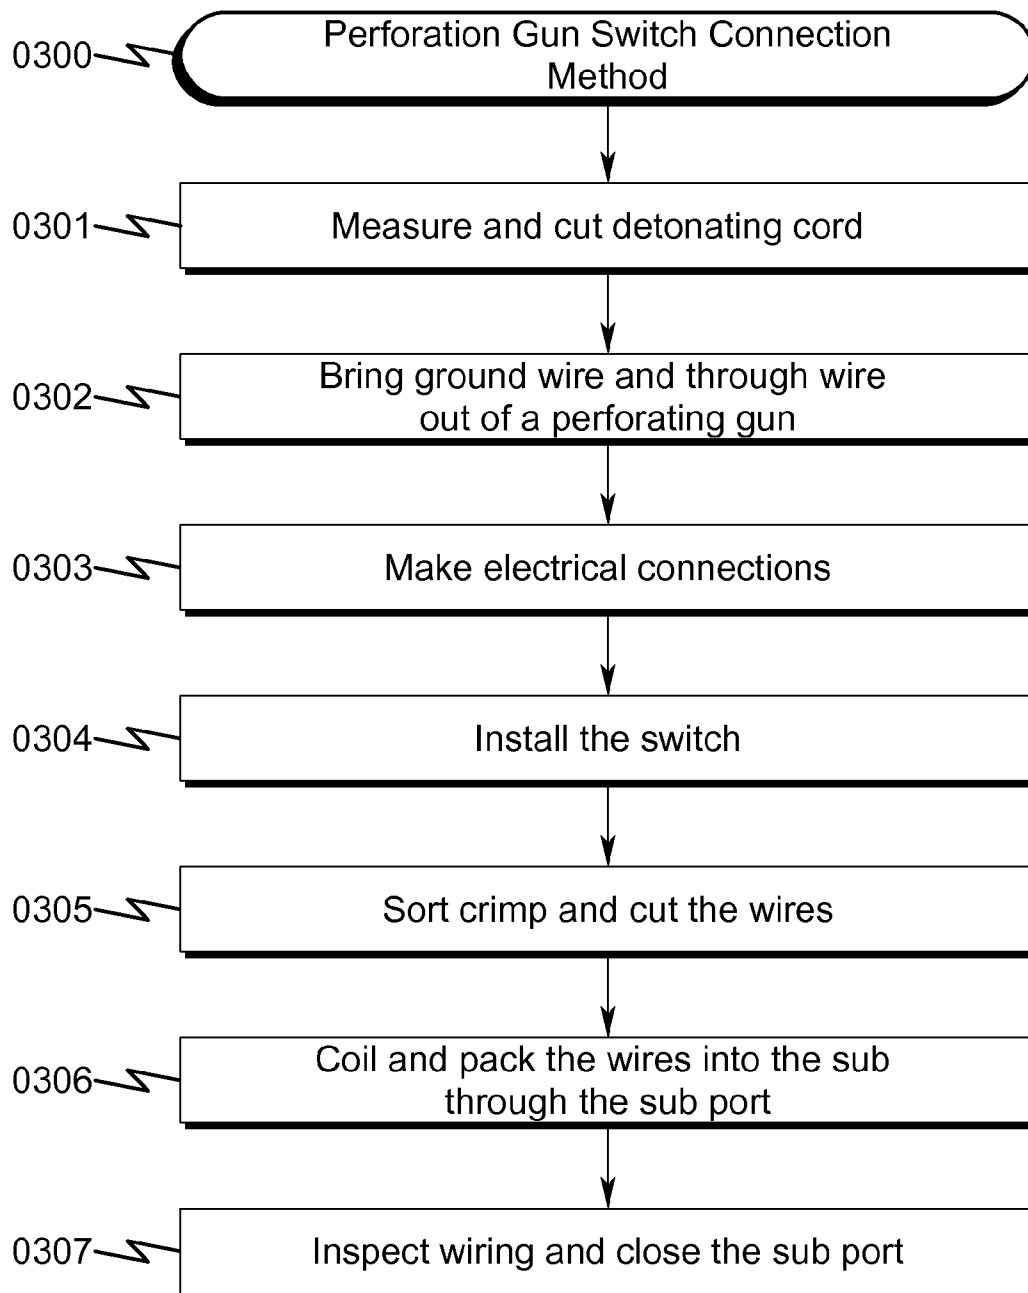 0300
Perforation Gun Switch Connection
Method
0301
Measure and cut detonating cord
0302
Bring ground wire and through wire
out of a perforating gun
0303
Make electrical connections
0304
Install the switch
0305
Sort crimp and cut the wires
0306
Coil and pack the wires into the sub
through the sub port
0307
Inspect wiring and close the sub port